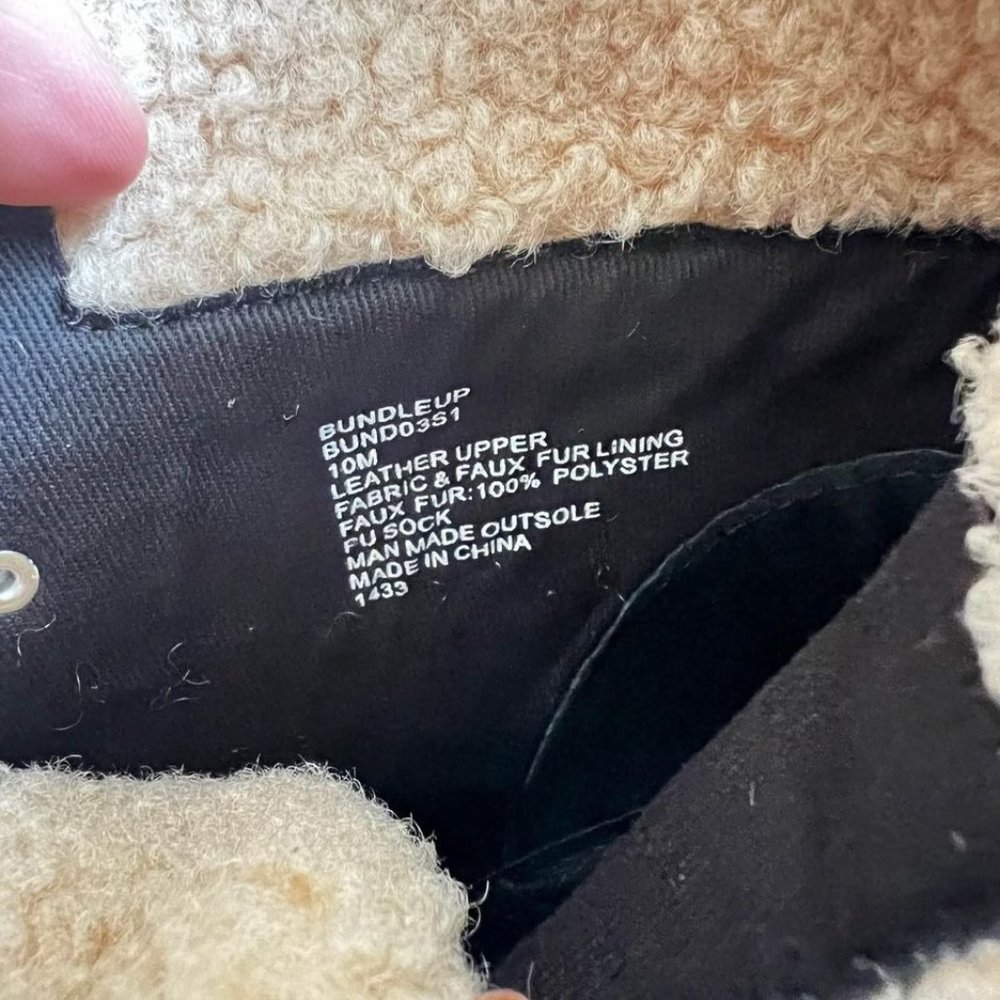 BUNDLEUP
BUND03S1
10M
LEATHER UPPER
FABRIC & FAUX FUR LINING
FAUX FUR:100% POLYSTER
PU SOCK
MAN MADE OUTSOLE
MADE IN CHINA
1433